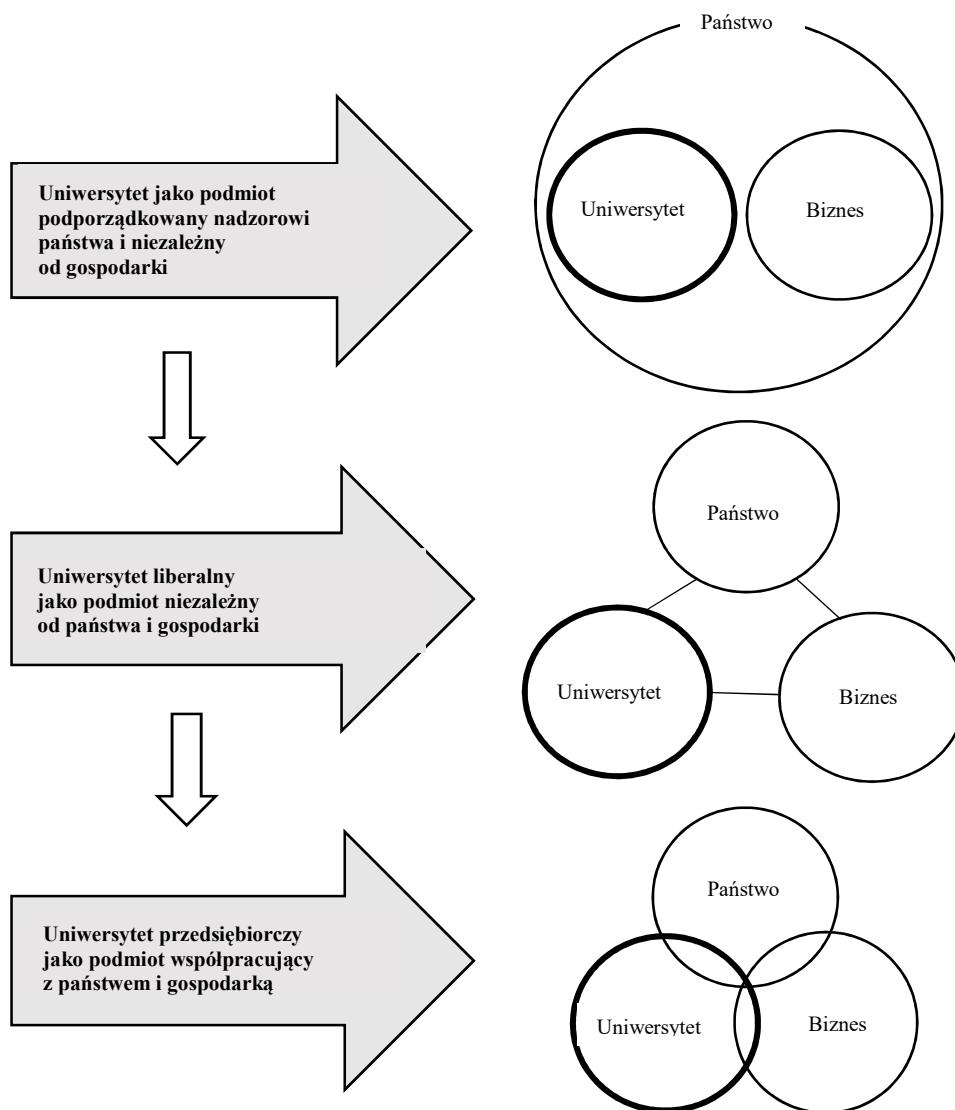 Państwo
Uniwersytet jako podmiot
podporządkowany nadzorowi
państwa i niezależny
od gospodarki
Uniwersytet
Biznes
Państwo
Uniwersytet liberalny
jako podmiot niezależny
od państwa i gospodarki
Uniwersytet
Biznes
Państwo
Uniwersytet przedsiębiorczy
jako podmiot współpracujący
z państwem i gospodarką
Uniwersytet
Biznes